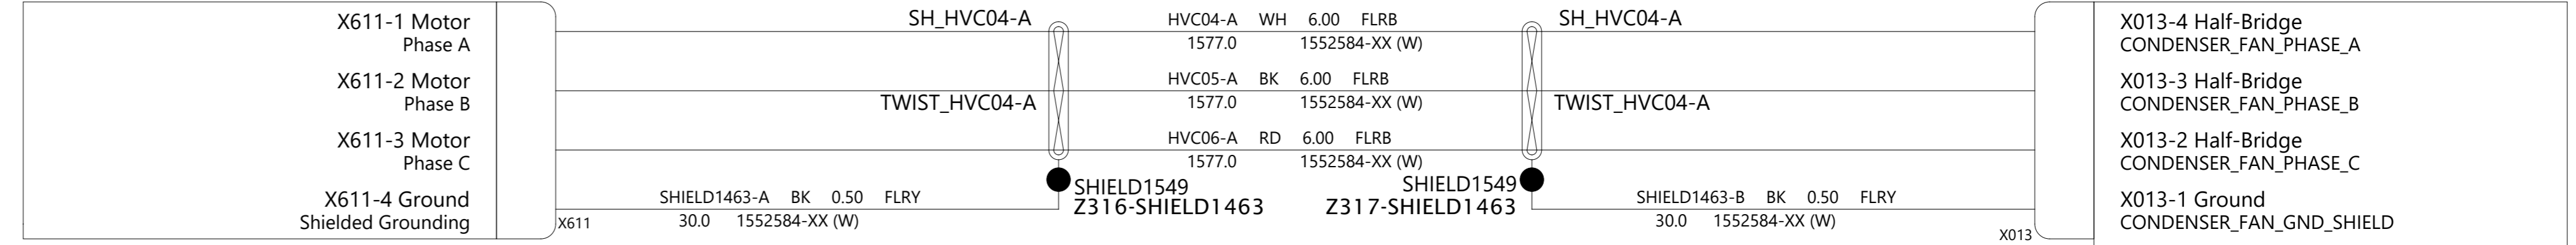 X611-1 Motor
Phase A
X611-2 Motor
Phase B
X611-3 Motor
Phase C
X611-4 Ground
Shielded Grounding
X611
SH_HVC04-A
TWIST_HVC04-A
HVC04-A WH 6.00 FLRB
1577.0 1552584-XX (W)
HVC05-A BK 6.00 FLRB
1577.0 1552584-XX (W)
HVC06-A RD 6.00 FLRB
1577.0 1552584-XX (W)
SHIELD1463-A BK 0.50 FLRY
30.0 1552584-XX (W)
SHIELD1549
Z316-SHIELD1463
SHIELD1549
Z317-SHIELD1463
SH_HVC04-A
TWIST_HVC04-A
SHIELD1463-B BK 0.50 FLRY
30.0 1552584-XX (W)
X013
X013-4 Half-Bridge
CONDENSER_FAN_PHASE_A
X013-3 Half-Bridge
CONDENSER_FAN_PHASE_B
X013-2 Half-Bridge
CONDENSER_FAN_PHASE_C
X013-1 Ground
CONDENSER_FAN_GND_SHIELD